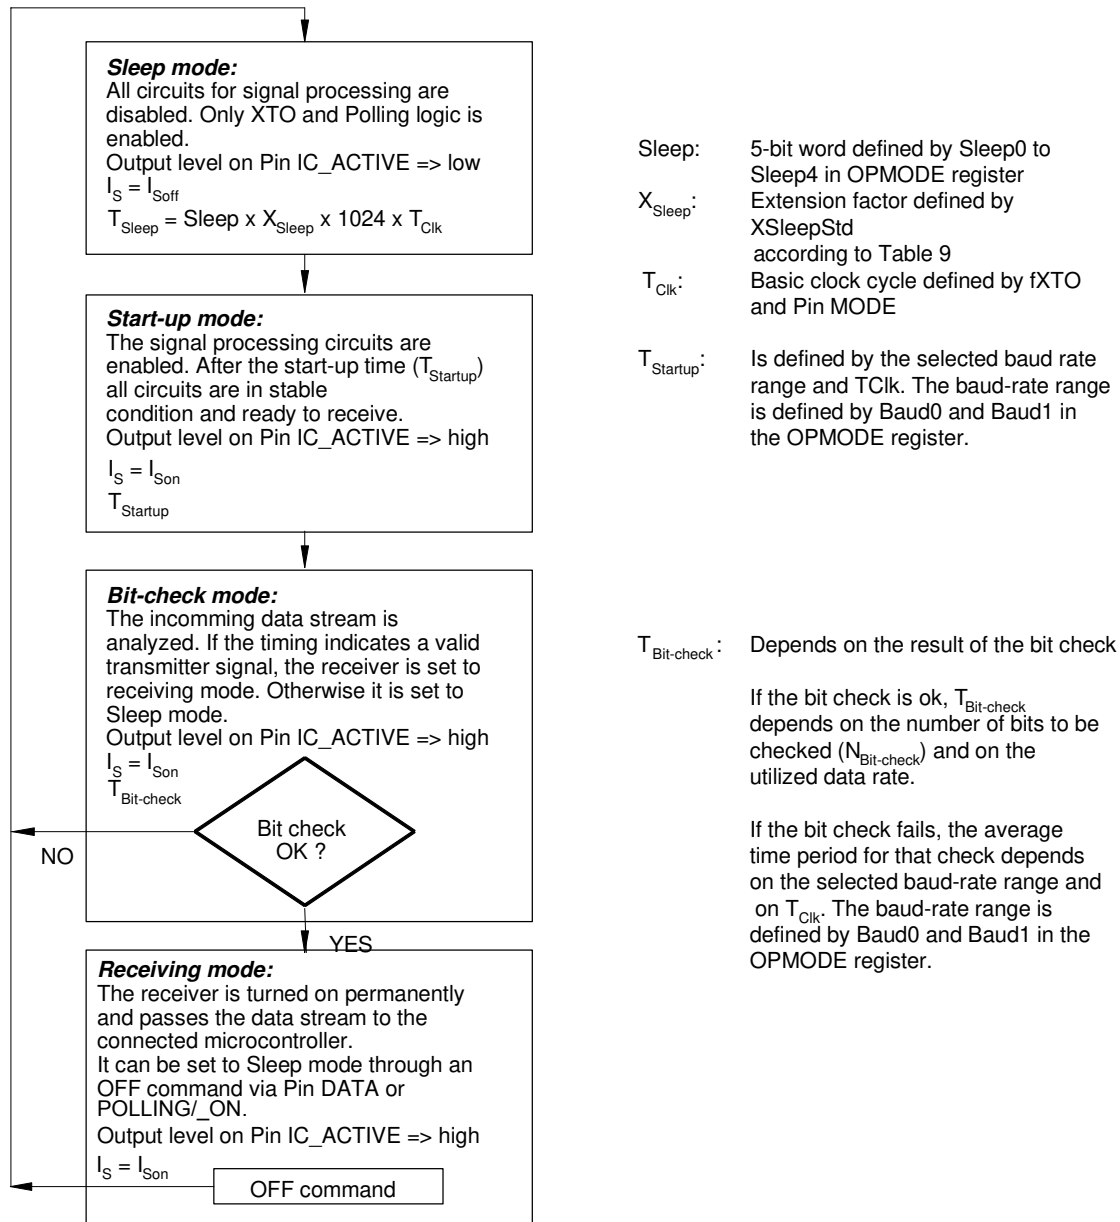 Sleep mode:
All circuits for signal processing are
disabled. Only XTO and Polling logic is
enabled.
Output level on Pin IC_ACTIVE => low
IS = ISoff
TSleep = Sleep x XSleep x 1024 x TClk
Start-up mode:
The signal processing circuits are
enabled. After the start-up time (TStartup)
all circuits are in stable
condition and ready to receive.
Output level on Pin IC_ACTIVE => high
IS = ISon
TStartup
Bit-check mode:
The incomming data stream is
analyzed. If the timing indicates a valid
transmitter signal, the receiver is set to
receiving mode. Otherwise it is set to
Sleep mode.
Output level on Pin IC_ACTIVE => high
IS = ISon
TBit-check
Bit check
OK ?
NO
YES
Receiving mode:
The receiver is turned on permanently
and passes the data stream to the
connected microcontroller.
It can be set to Sleep mode through an
OFF command via Pin DATA or
POLLING/_ON.
Output level on Pin IC_ACTIVE => high
IS = ISon
OFF command
Sleep: 5-bit word defined by Sleep0 to
Sleep4 in OPMODE register
XSleep: Extension factor defined by
XSleepStd
according to Table 9
TClk: Basic clock cycle defined by fXTO
and Pin MODE
TStartup: Is defined by the selected baud rate
range and TClk. The baud-rate range
is defined by Baud0 and Baud1 in
the OPMODE register.
TBit-check: Depends on the result of the bit check
If the bit check is ok, TBit-check
depends on the number of bits to be
checked (NBit-check) and on the
utilized data rate.
If the bit check fails, the average
time period for that check depends
on the selected baud-rate range and
on TClk. The baud-rate range is
defined by Baud0 and Baud1 in the
OPMODE register.